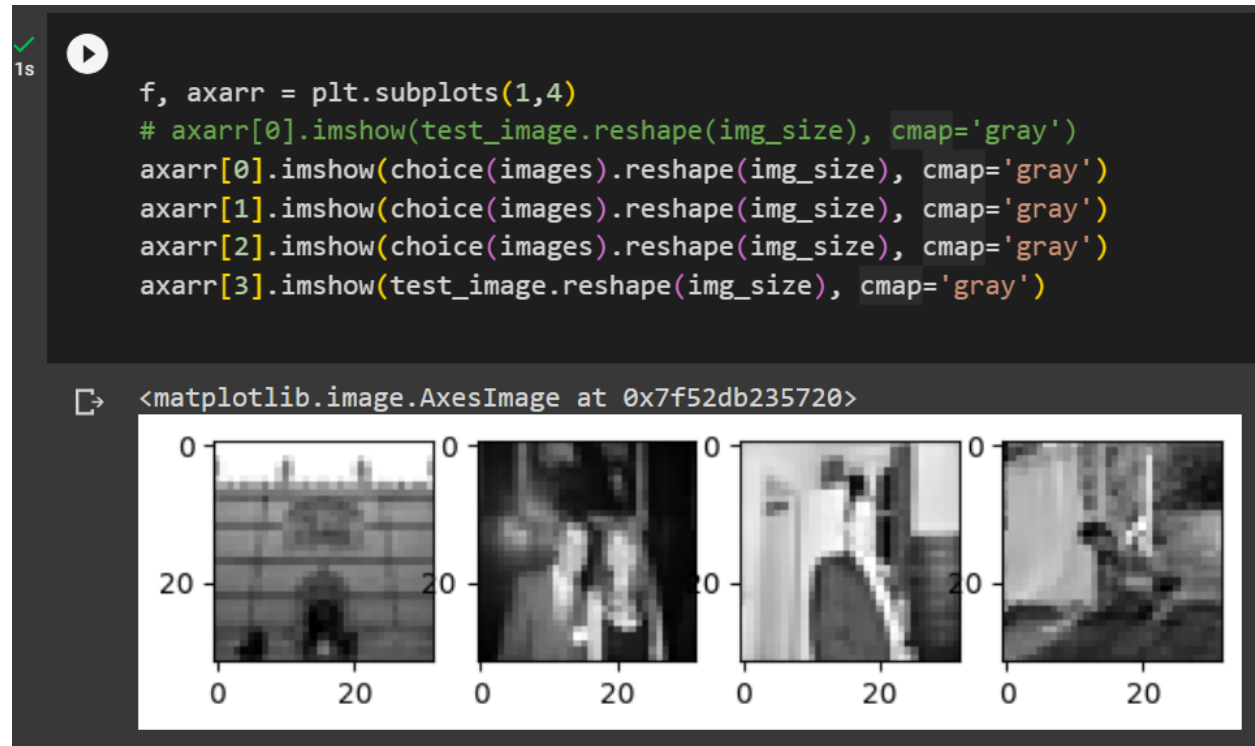 1s
f, axarr = plt.subplots(1,4)
# axarr[0].imshow(test_image.reshape(img_size), cmap='gray')
axarr[0].imshow(choice(images).reshape(img_size), cmap='gray')
axarr[1].imshow(choice(images).reshape(img_size), cmap='gray')
axarr[2].imshow(choice(images).reshape(img_size), cmap='gray')
axarr[3].imshow(test_image.reshape(img_size), cmap='gray')
<matplotlib.image.AxesImage at 0x7f52db235720>
0 0 0 0
20 20 20 20
0 20 0 20 0 20 0 20